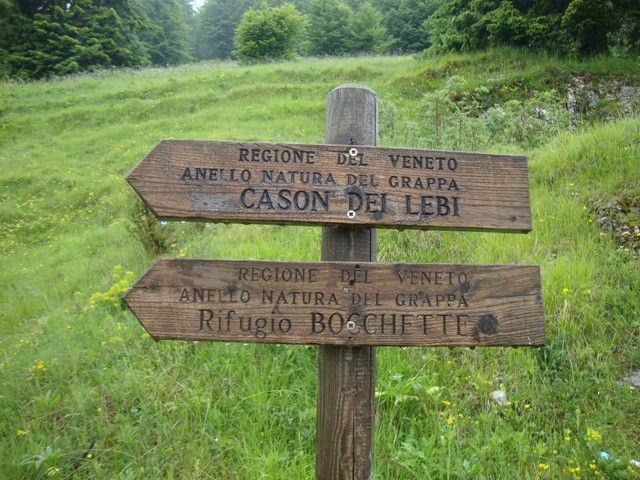 REGIONE DEL VENETO
ANELLO NATURA DEL GRAPPA
CASON DEI LEBI
REGIONE DEL VENETO
ANELLO NATURA DEL GRAPPA
Rifugio BOCCHETTE